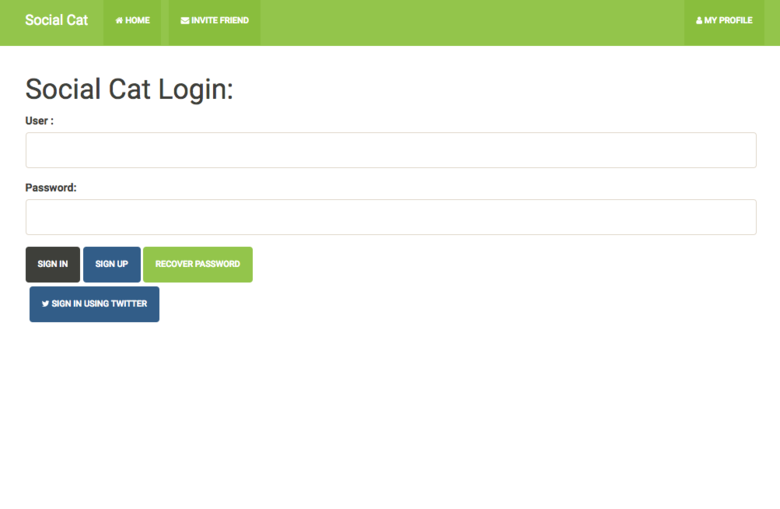 Social Cat HOME INVITE FRIEND MY PROFILE
Social Cat Login:
User :
Password:
SIGN IN SIGN UP RECOVER PASSWORD
SIGN IN USING TWITTER